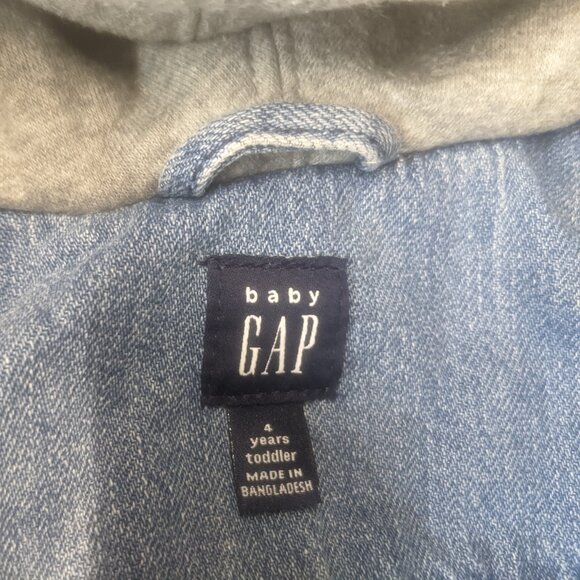 baby
GAP
4
years
toddler
MADE IN
BANGLADESH